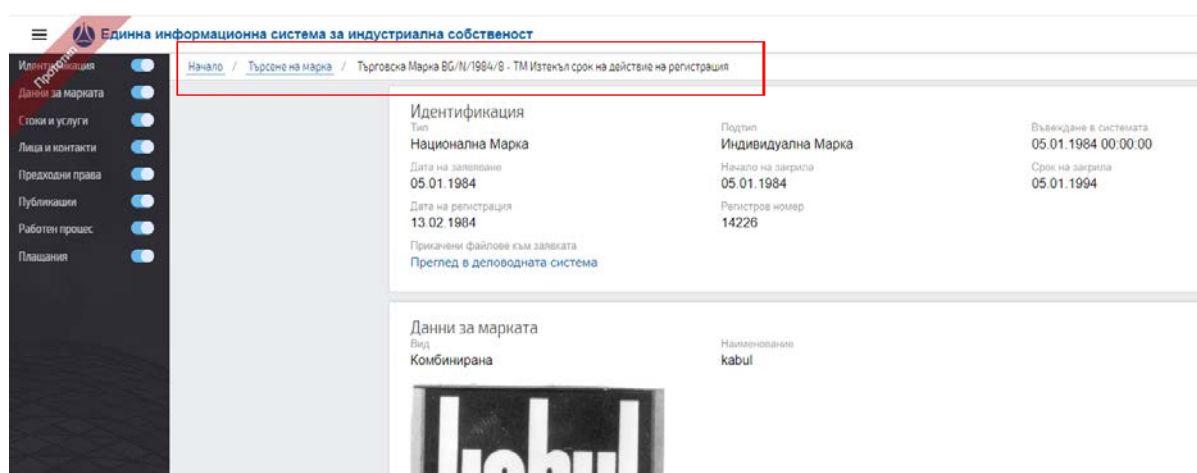 Единна информационна система за индустриална собственост
Прототип
Начало / Търсене на марка / Търговска Марка BG/N/1984/8 - ТМ Изтекъл срок на действие на регистрация
Идентификация
Данни за марката
Стоки и услуги
Лица и контакти
Предходни права
Публикации
Работен процес
Плащания
Идентификация
Тип Подтип Въвеждане в системата
Национална Марка Индивидуална Марка 05.01.1984 00:00:00
Дата на заявяване Начало на закрила Срок на закрила
05.01.1984 05.01.1984 05.01.1994
Дата на регистрация Регистров номер
13.02.1984 14226
Прикачени файлове към заявката
Преглед в деловодната система
Данни за марката
Вид Наименование
Комбинирана kabul
kabul